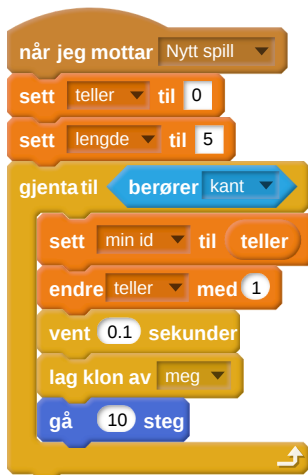 når jeg mottar Nytt spill
sett teller til 0
sett lengde til 5
gjenta til berører kant
sett min id til teller
endre teller med 1
vent 0.1 sekunder
lag klon av meg
gå 10 steg